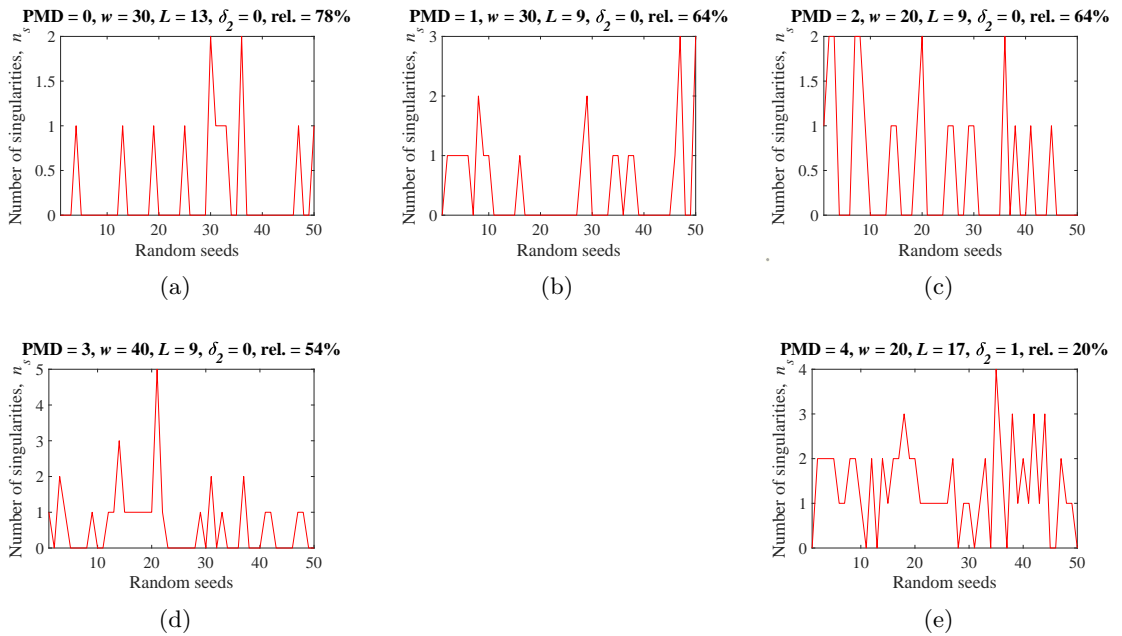 PMD = 0, w = 30, L = 13, δ₂ = 0, rel. = 78%
Number of singularities, nₛ
2
1.5
1
0.5
0
10 20 30 40 50
Random seeds
(a)
PMD = 1, w = 30, L = 9, δ₂ = 0, rel. = 64%
Number of singularities, nₛ
3
2
1
0
10 20 30 40 50
Random seeds
(b)
PMD = 2, w = 20, L = 9, δ₂ = 0, rel. = 64%
Number of singularities, nₛ
2
1.5
1
0.5
0
10 20 30 40 50
Random seeds
(c)
PMD = 3, w = 40, L = 9, δ₂ = 0, rel. = 54%
Number of singularities, nₛ
5
4
3
2
1
0
10 20 30 40 50
Random seeds
(d)
PMD = 4, w = 20, L = 17, δ₂ = 1, rel. = 20%
Number of singularities, nₛ
4
3
2
1
0
10 20 30 40 50
Random seeds
(e)